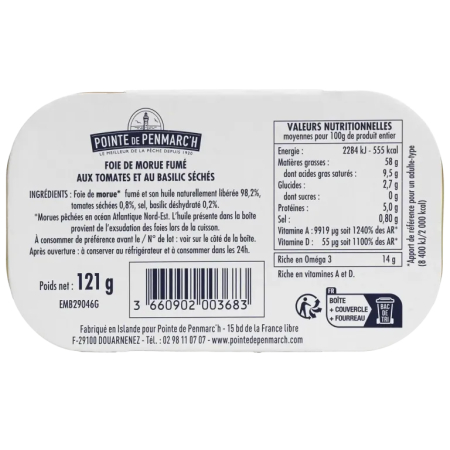 POINTE DE PENMARC'H
LE MEILLEUR DE LA PÊCHE DEPUIS 1920
FOIE DE MORUE FUMÉ
AUX TOMATES ET AU BASILIC SÉCHÉS
INGRÉDIENTS : Foie de morue* fumé et son huile naturellement libérée 98,2%,
tomates séchées 0,8%, sel, basilic déshydraté 0,2%.
*Morues pêchées en océan Atlantique Nord-Est. L'huile présente dans la boîte
provient de l'exsudation des foies lors de la cuisson.
À consommer de préférence avant le / N° de lot : voir sur le côté de la boîte.
Après ouverture : à conserver au réfrigérateur et à consommer dans les 24h.
Poids net : 121 g
EMB29046G
3 660902 003683
Fabriqué en Islande pour Pointe de Penmarc'h - 15 bd de la France libre
F-29100 DOUARNENEZ - Tél. : 02 98 11 07 07 - www.pointedepenmarch.com
VALEURS NUTRITIONNELLES
moyennes pour 100g de produit entier
Energie : 2284 kJ - 555 kcal
Matières grasses : 58 g
dont acides gras saturés : 9,5 g
Glucides : 2,7 g
dont sucres : 0 g
Protéines : 5,0 g
Sel : 0,80 g
Vitamine A : 9919 µg soit 1240% des AR*
Vitamine D : 55 µg soit 1100% des AR*
Riche en Oméga 3 14 g
Riche en vitamines A et D.
*Apport de référence pour un adulte-type
(8 400 kJ/ 2 000 kcal)
FR
BOÎTE
+ COUVERCLE
+ FOURREAU
BAC
DE
TRI